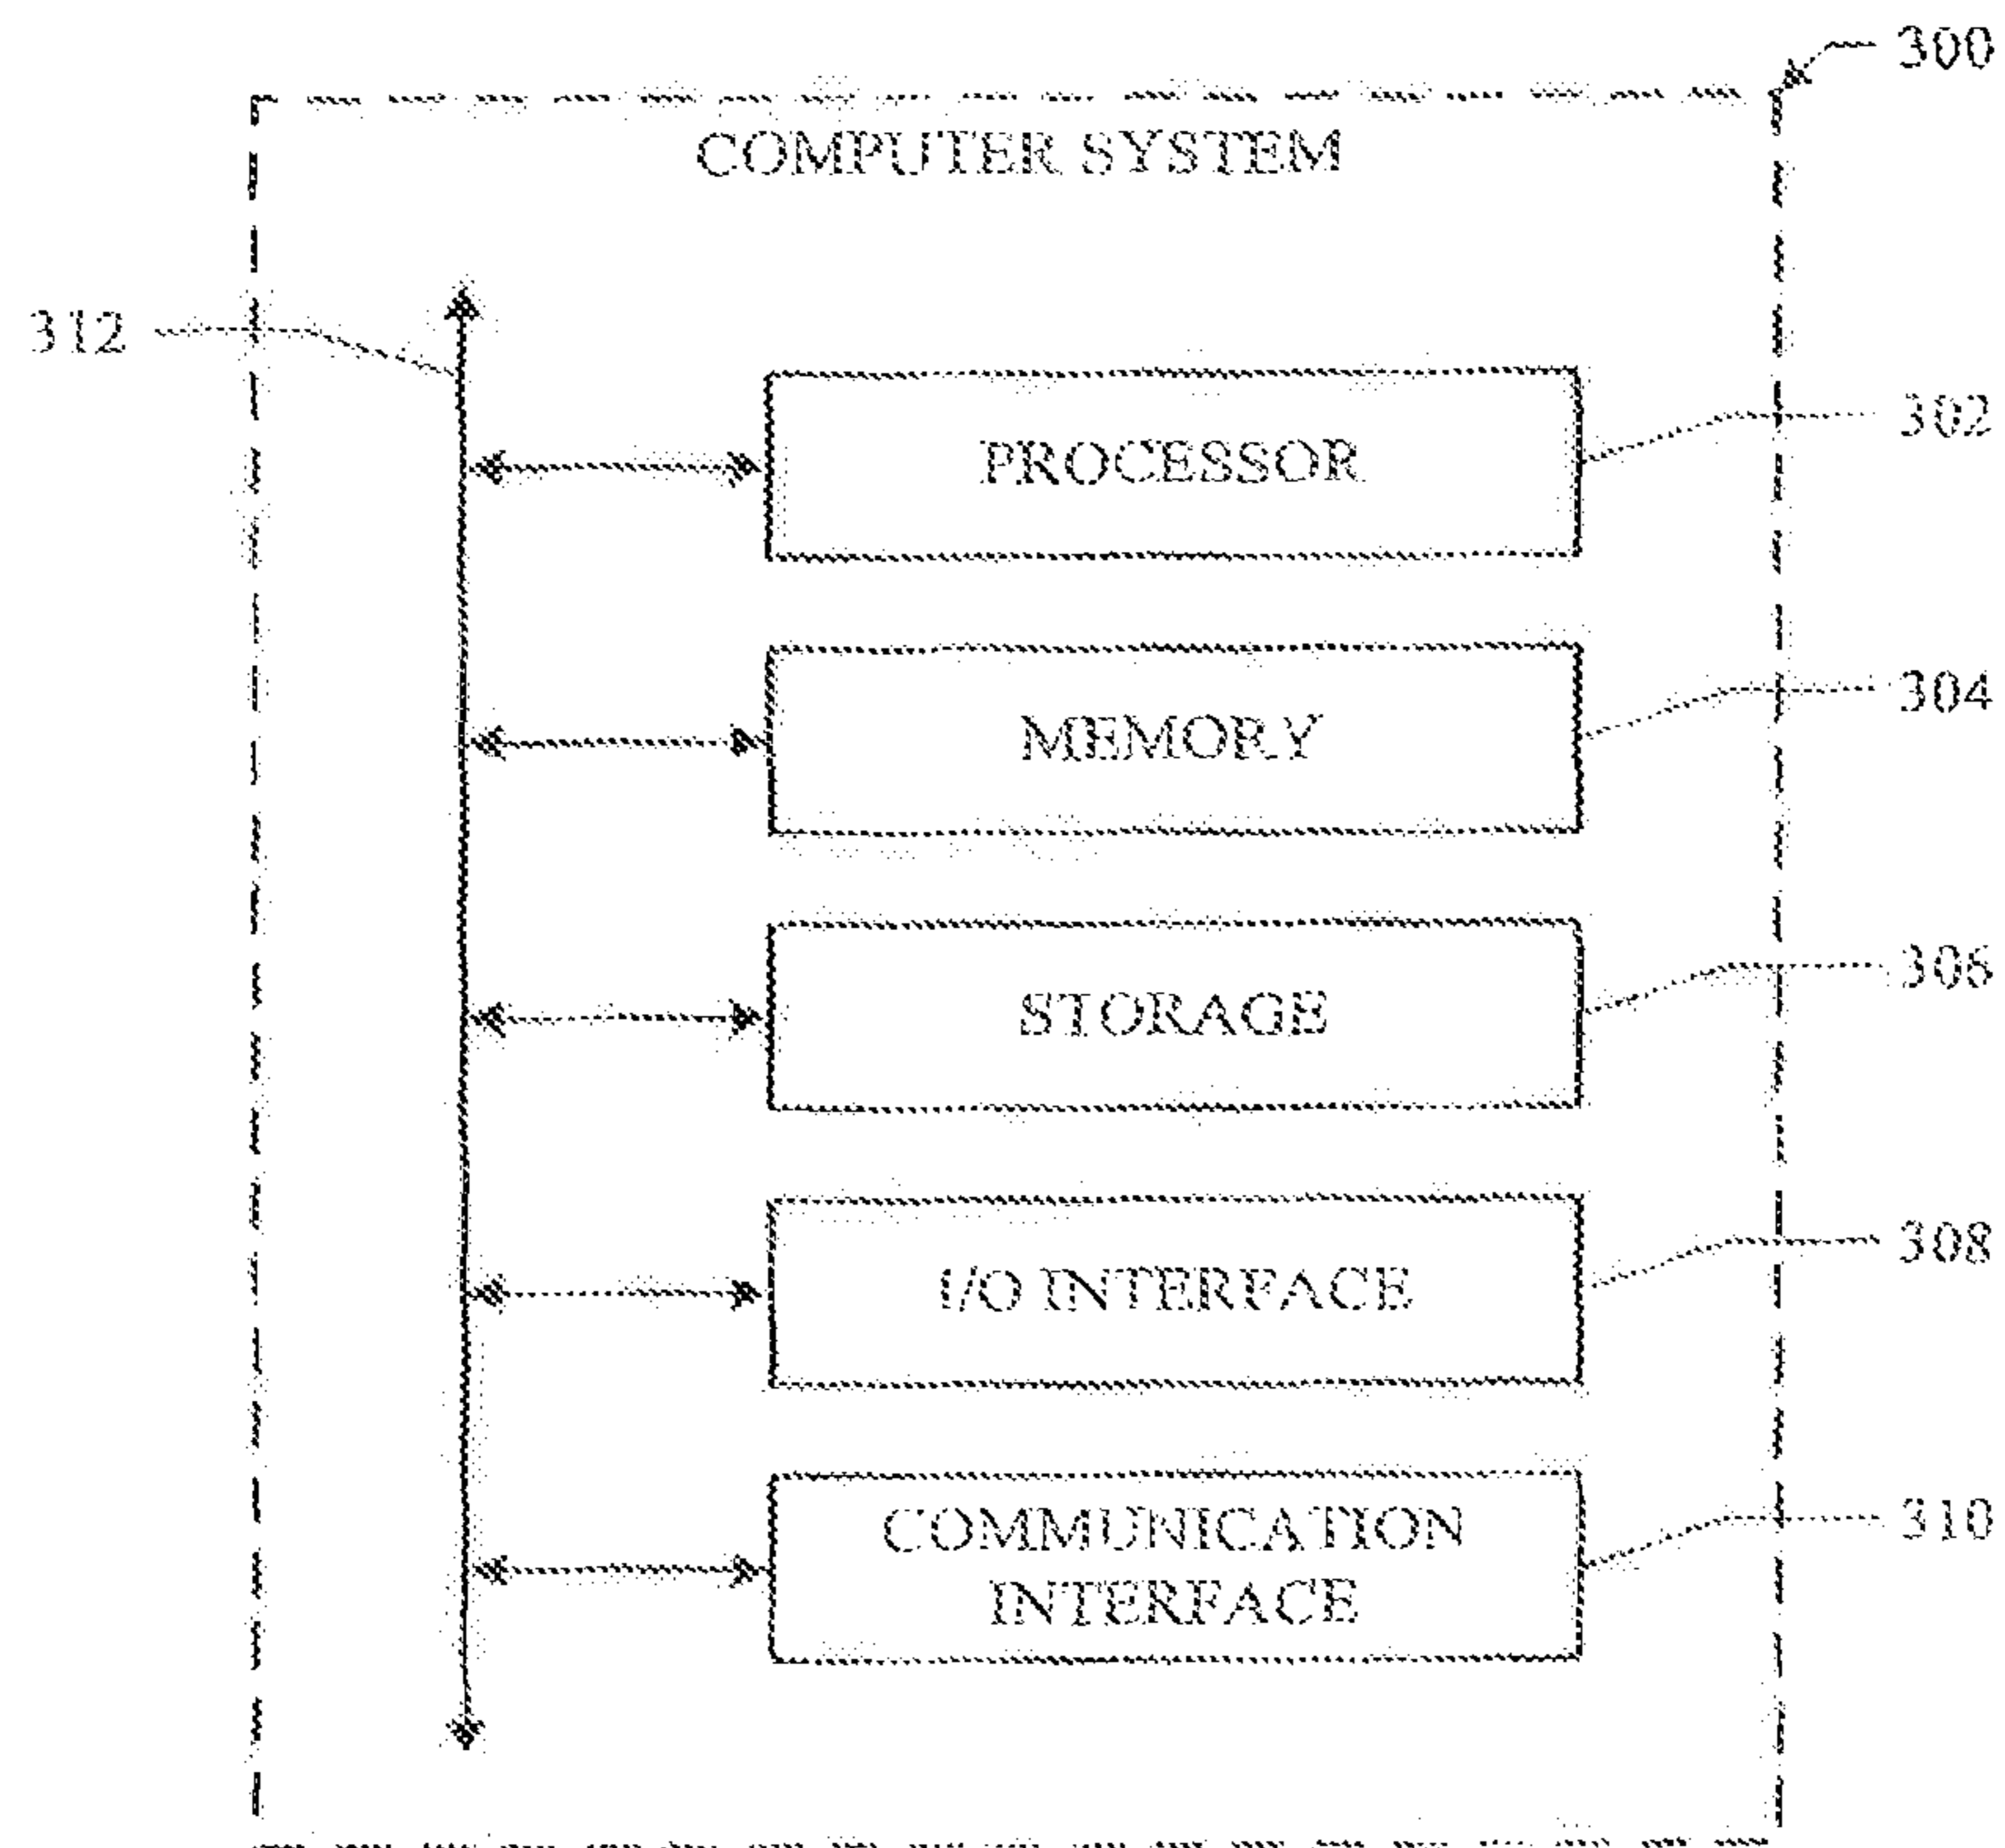 300
COMPUTER SYSTEM
312
PROCESSOR
302
MEMORY
304
STORAGE
306
I/O INTERFACE
308
COMMUNICATION
INTERFACE
310